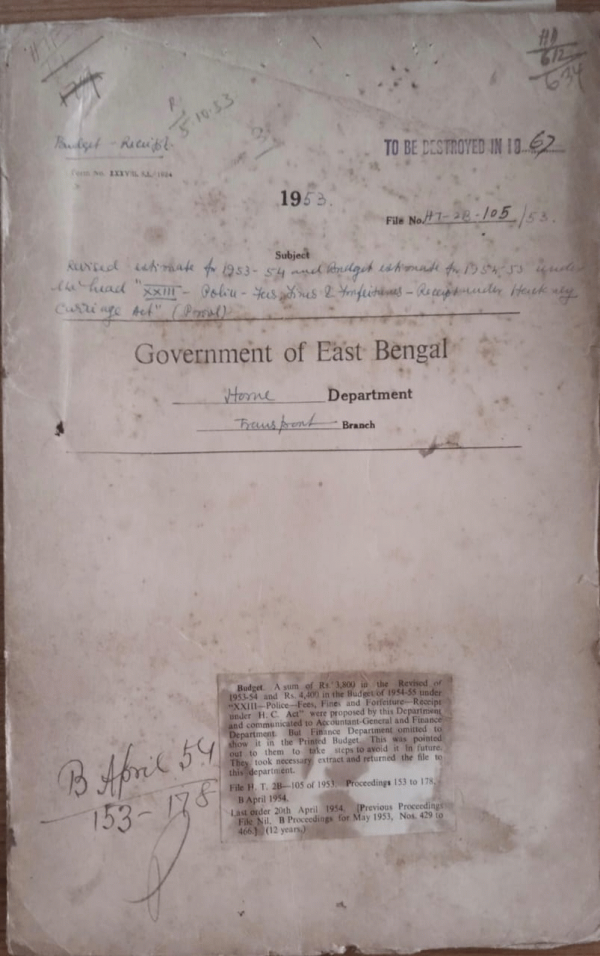 HD
612
634
5.10.53
Budget - Receipt.
TO BE DESTROYED IN 19 67
Form No. XXXVII,
1953.
File No. HT-2B-105/53.
Subject
Revised estimate for 1953-54 and Budget estimate for 1954-55 under
the head "XXIII - Police - Fees, Fines & Forfeitures - Receipt under Hackney
Carriage Act" (Prov1)
Government of East Bengal
Home Department
Transport Branch
Budget. A sum of Rs. 3,800 in the Revised of
1953-54 and Rs. 4,400 in the Budget of 1954-55 under
"XXIII—Police—Fees, Fines and Forfeiture—Receipt
under H. C. Act" were proposed by this Department
and communicated to Accountant-General and Finance
Department. But Finance Department omitted to
show it in the Printed Budget. This was pointed
out to them to take steps to avoid it in future.
They took necessary extract and returned the file to
this department.
File H. T. 2B—105 of 1953. Proceedings 153 to 178,
B April 1954.
Last order 20th April 1954. [Previous Proceedings
File Nil. B Proceedings for May 1953, Nos. 429 to
466.] (12 years.)
B April 54
153-178